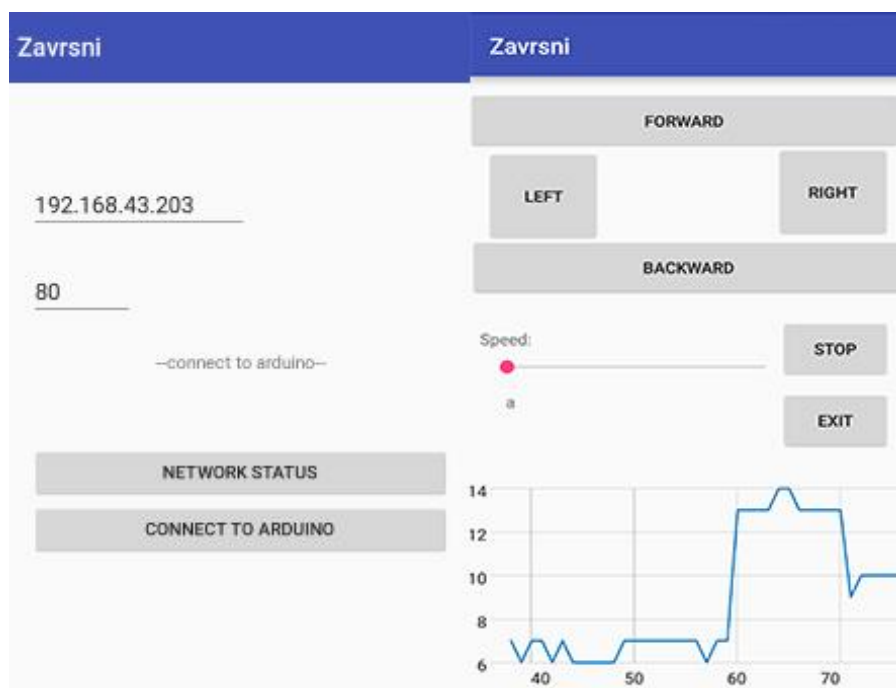 Zavrsni
192.168.43.203
80
--connect to arduino--
NETWORK STATUS
CONNECT TO ARDUINO
Zavrsni
FORWARD
LEFT
RIGHT
BACKWARD
Speed:
STOP
a
EXIT
14
12
10
8
6
40 50 60 70